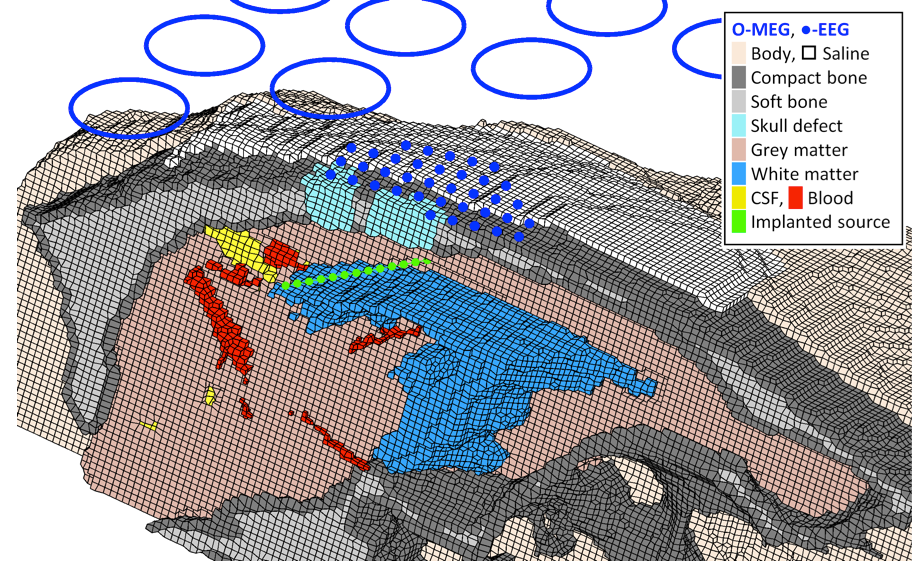 O-MEG, •-EEG
Body, Saline
Compact bone
Soft bone
Skull defect
Grey matter
White matter
CSF, Blood
Implanted source